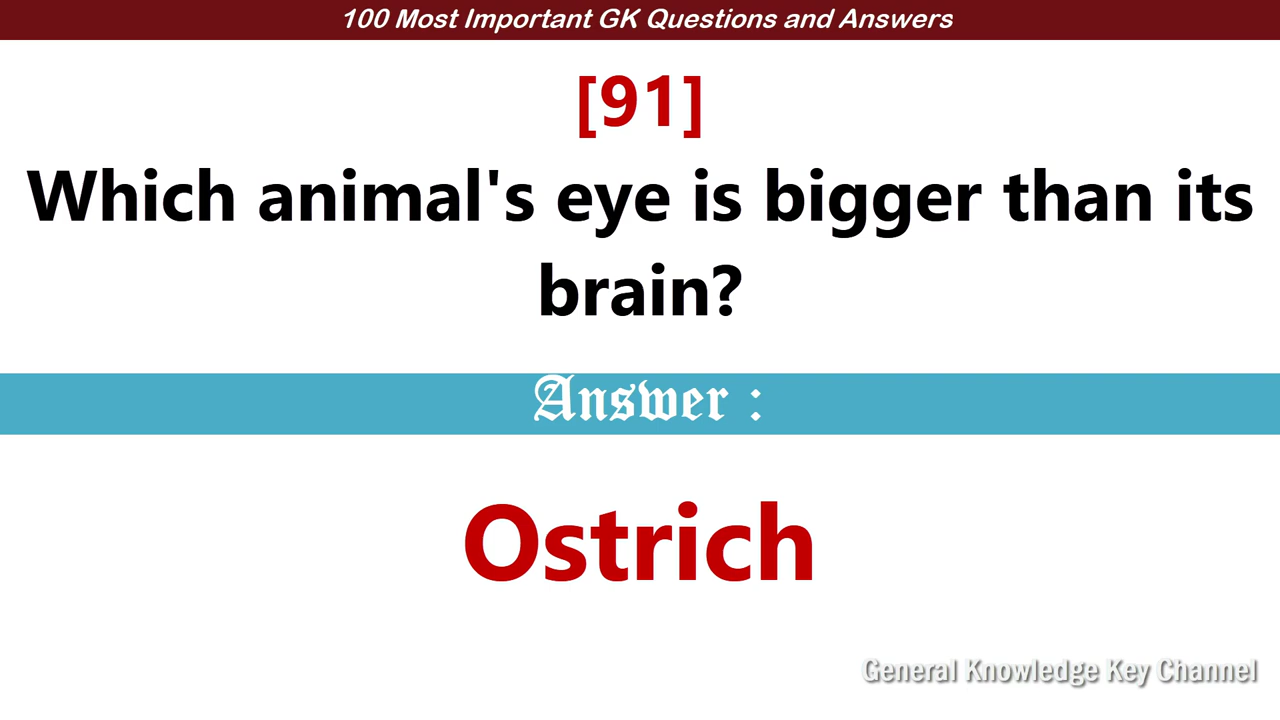 100 Most Important GK Questions and Answers
[91]
Which animal's eye is bigger than its
brain?
Answer :
Ostrich
General Knowledge Key Channel